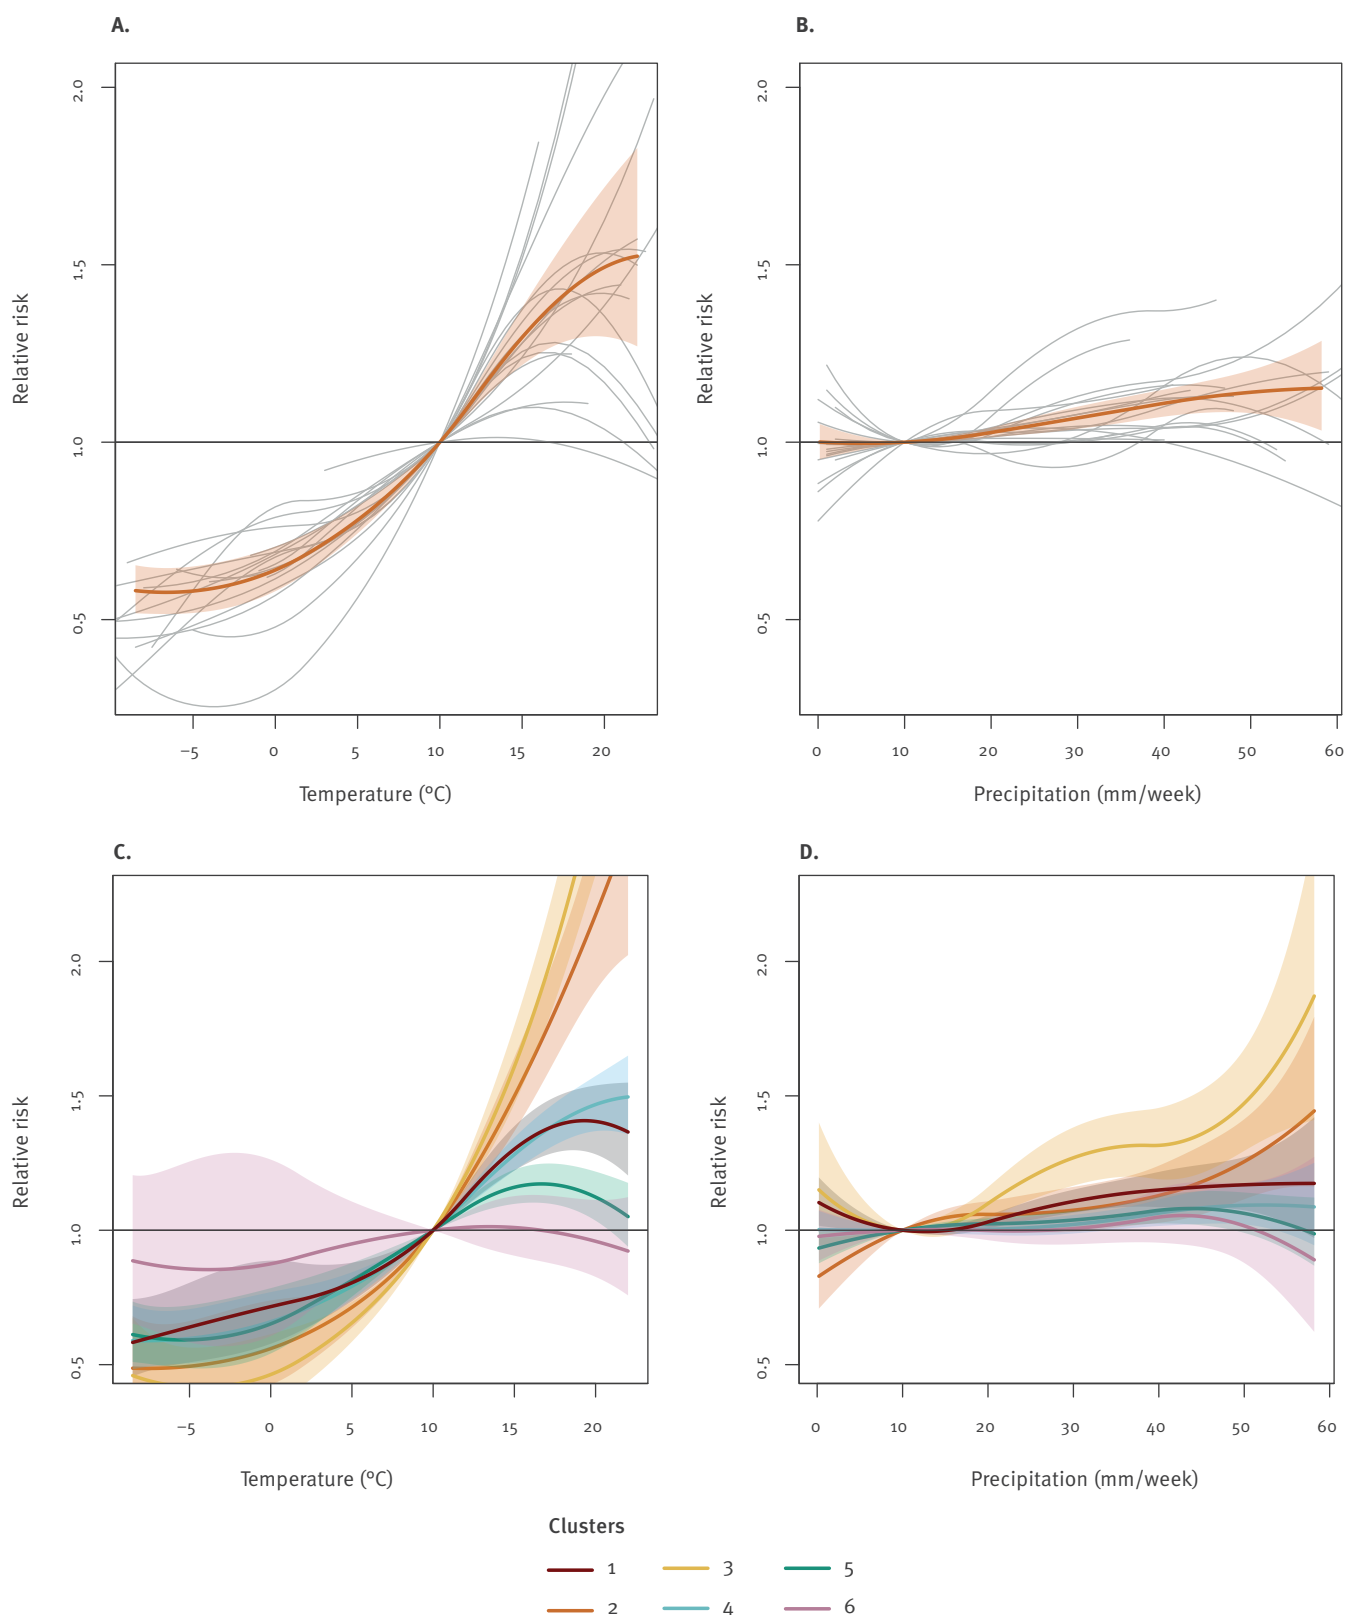 A.
B.
2.0
1.5
1.0
0.5
Relative risk
−5 0 5 10 15 20
Temperature (°C)
2.0
1.5
1.0
0.5
Relative risk
0 10 20 30 40 50 60
Precipitation (mm/week)
C.
D.
2.0
1.5
1.0
0.5
Relative risk
−5 0 5 10 15 20
Temperature (°C)
2.0
1.5
1.0
0.5
Relative risk
0 10 20 30 40 50 60
Precipitation (mm/week)
Clusters
1 3 5
2 4 6